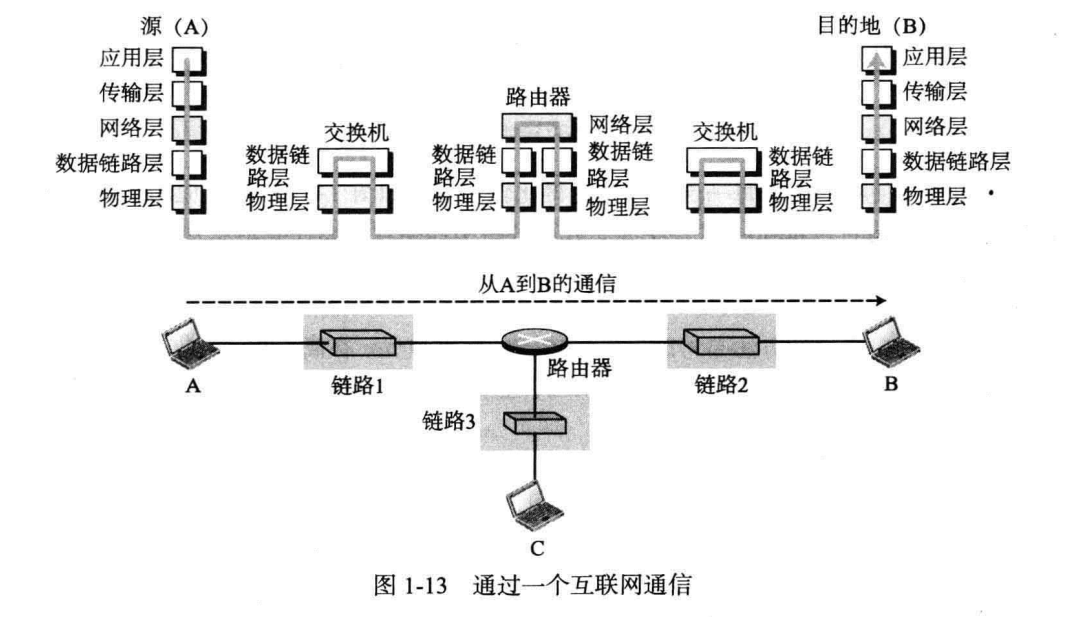 源（A）
目的地（B）
应用层
应用层
传输层
传输层
路由器
网络层
交换机
网络层
交换机
网络层
数据链路层
数据链
路层
数据链
路层
数据链
路层
数据链
路层
数据链路层
物理层
物理层
物理层
物理层
物理层
物理层
从A到B的通信
路由器
A
链路1
链路2
B
链路3
C
图 1-13 通过一个互联网通信